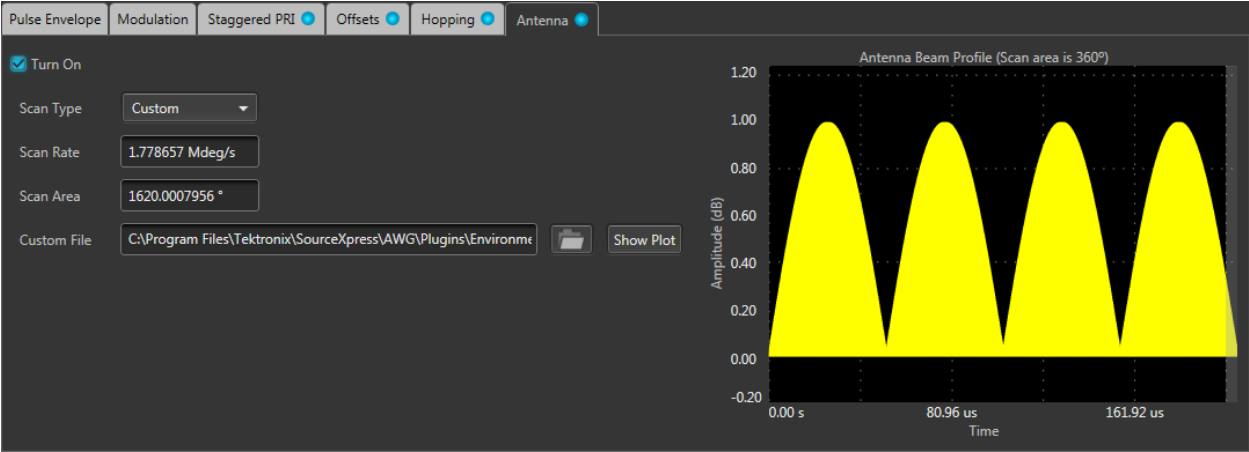 Pulse Envelope Modulation Staggered PRI Offsets Hopping Antenna
Turn On
Scan Type Custom
Scan Rate 1.778657 Mdeg/s
Scan Area 1620.0007956 °
Custom File C:\Program Files\Tektronix\SourceXpress\AWG\Plugins\Environme Show Plot
Antenna Beam Profile (Scan area is 360º)
1.20
1.00
0.80
0.60
0.40
0.20
0.00
-0.20
Amplitude (dB)
0.00 s 80.96 us 161.92 us
Time